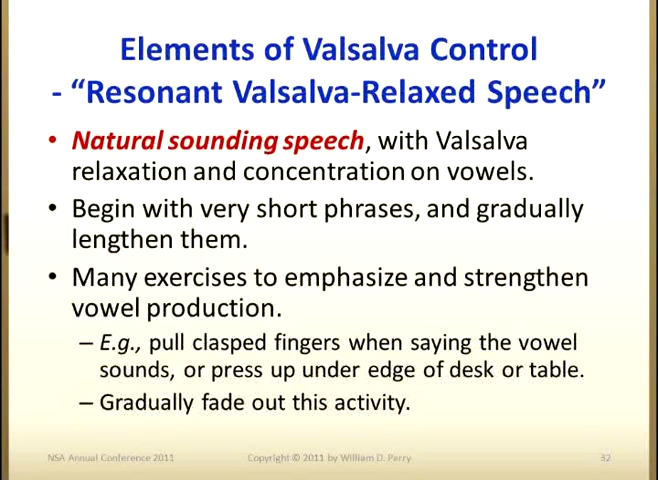 Elements of Valsalva Control
- “Resonant Valsalva-Relaxed Speech”
• Natural sounding speech, with Valsalva
relaxation and concentration on vowels.
• Begin with very short phrases, and gradually
lengthen them.
• Many exercises to emphasize and strengthen
vowel production.
– E.g., pull clasped fingers when saying the vowel
sounds, or press up under edge of desk or table.
– Gradually fade out this activity.
NSA Annual Conference 2011 Copyright © 2011 by William D. Parry 32